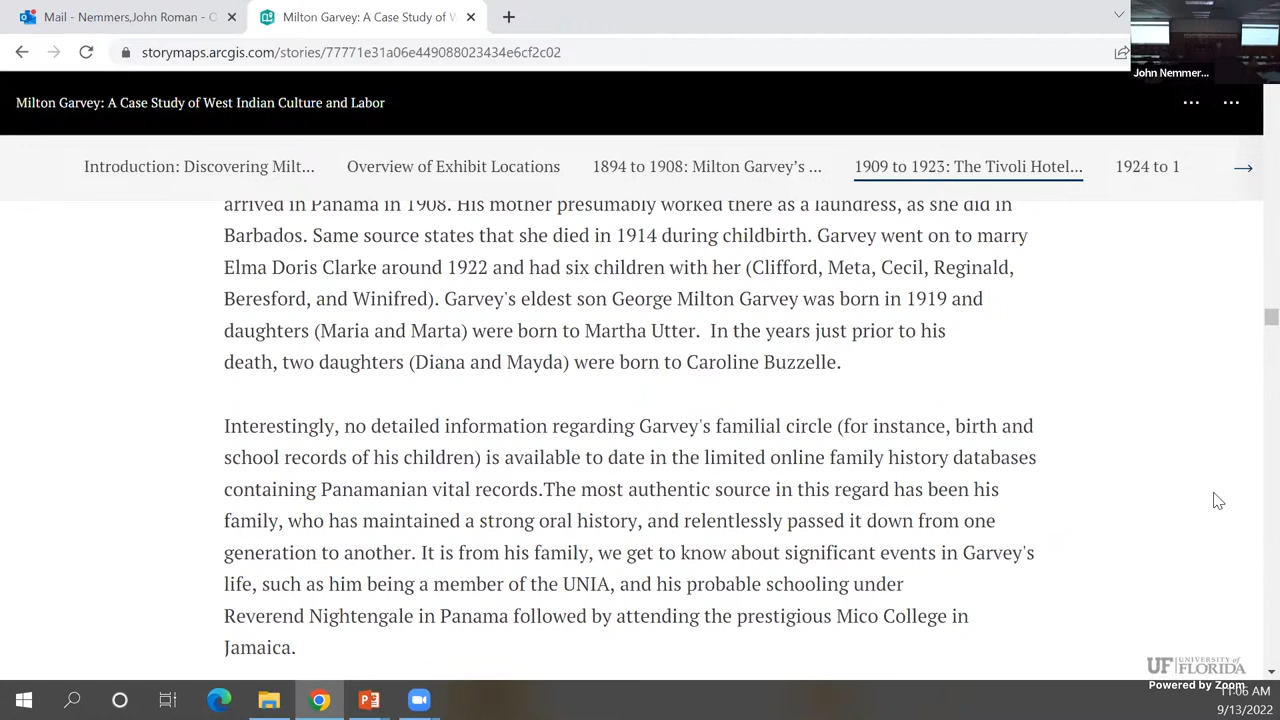 Mail - Nemmers,John Roman - O
Milton Garvey: A Case Study of W
storymaps.arcgis.com/stories/77771e31a06e449088023434e6cf2c02
John Nemmer...
Milton Garvey: A Case Study of West Indian Culture and Labor
Introduction: Discovering Milt...
Overview of Exhibit Locations
1894 to 1908: Milton Garvey's ...
1909 to 1923: The Tivoli Hotel...
1924 to 1
arrived in Panama in 1908. His mother presumably worked there as a laundress, as she did in
Barbados. Same source states that she died in 1914 during childbirth. Garvey went on to marry
Elma Doris Clarke around 1922 and had six children with her (Clifford, Meta, Cecil, Reginald,
Beresford, and Winifred). Garvey's eldest son George Milton Garvey was born in 1919 and
daughters (Maria and Marta) were born to Martha Utter.  In the years just prior to his
death, two daughters (Diana and Mayda) were born to Caroline Buzzelle.
Interestingly, no detailed information regarding Garvey's familial circle (for instance, birth and
school records of his children) is available to date in the limited online family history databases
containing Panamanian vital records.The most authentic source in this regard has been his
family, who has maintained a strong oral history, and relentlessly passed it down from one
generation to another. It is from his family, we get to know about significant events in Garvey's
life, such as him being a member of the UNIA, and his probable schooling under
Reverend Nightengale in Panama followed by attending the prestigious Mico College in
Jamaica.
UF UNIVERSITY of FLORIDA
Powered by Zoom
11:06 AM
9/13/2022